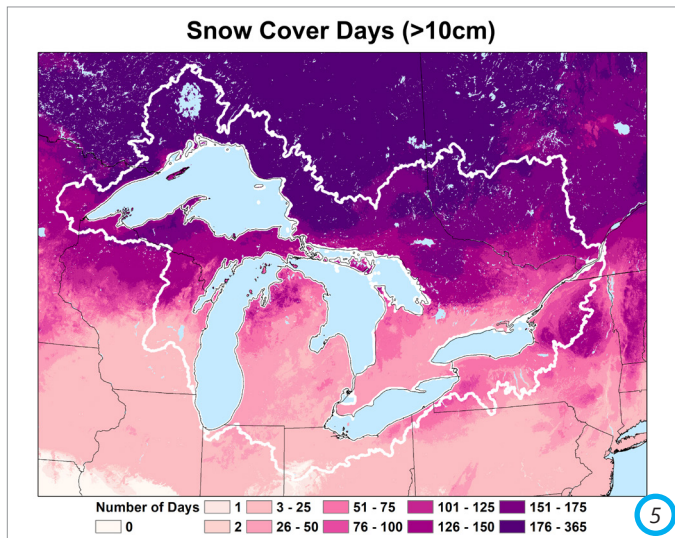 Snow Cover Days (>10cm)
Number of Days 1 3 - 25 51 - 75 101 - 125 151 - 175
0 2 26 - 50 76 - 100 126 - 150 176 - 365
5